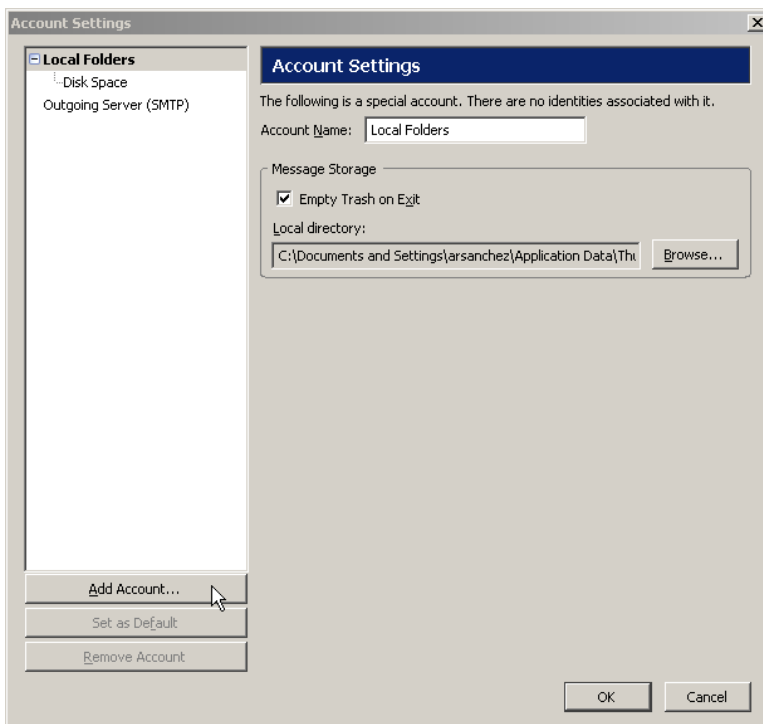 Account Settings
Local Folders
Disk Space
Outgoing Server (SMTP)
Add Account...
Set as Default
Remove Account
Account Settings
The following is a special account. There are no identities associated with it.
Account Name: Local Folders
Message Storage
Empty Trash on Exit
Local directory:
C:\Documents and Settings\arsanchez\Application Data\Thu
Browse...
OK Cancel